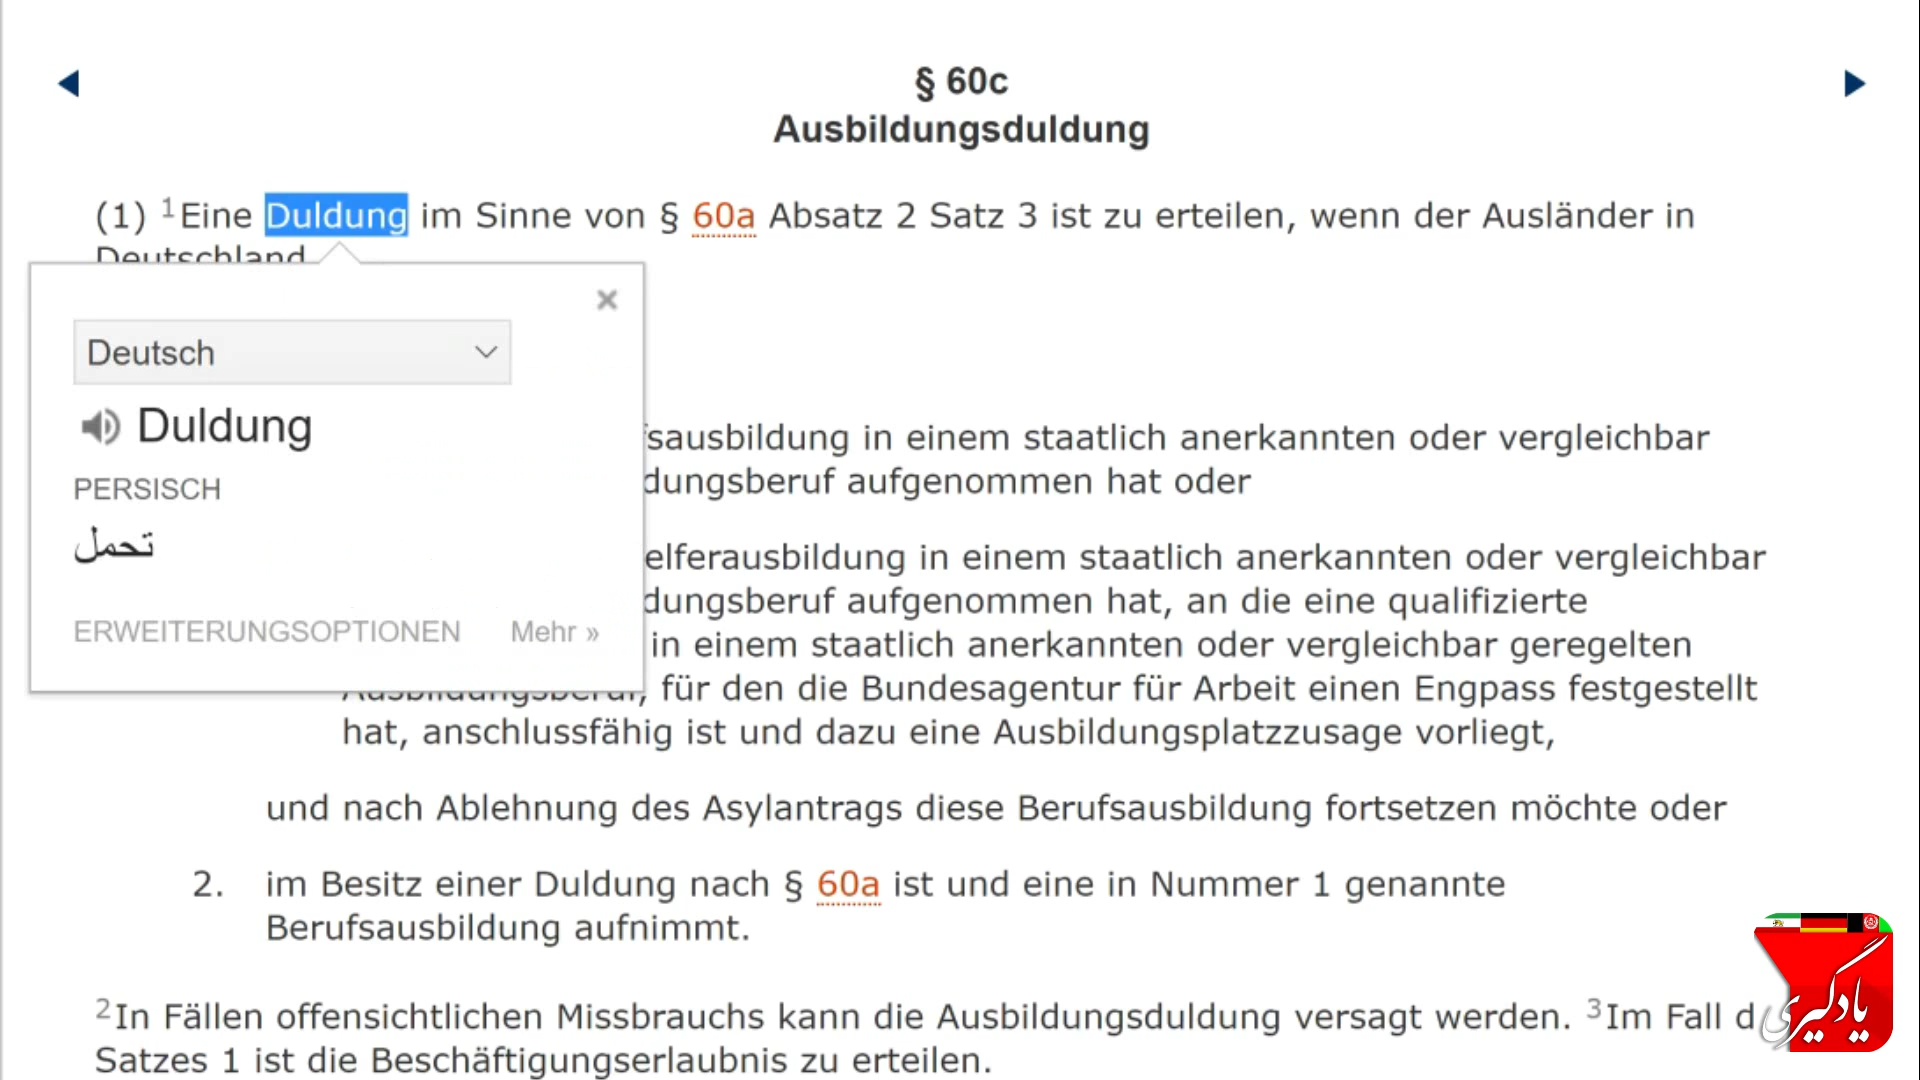 § 60c
Ausbildungsduldung
(1) ¹Eine Duldung im Sinne von § 60a Absatz 2 Satz 3 ist zu erteilen, wenn der Ausländer in
Deutschland
Deutsch
Duldung
PERSISCH
تحمل
ERWEITERUNGSOPTIONEN Mehr »
fsausbildung in einem staatlich anerkannten oder vergleichbar
dungsberuf aufgenommen hat oder
elferausbildung in einem staatlich anerkannten oder vergleichbar
dungsberuf aufgenommen hat, an die eine qualifizierte
in einem staatlich anerkannten oder vergleichbar geregelten
Ausbildungsberuf, für den die Bundesagentur für Arbeit einen Engpass festgestellt
hat, anschlussfähig ist und dazu eine Ausbildungsplatzzusage vorliegt,
und nach Ablehnung des Asylantrags diese Berufsausbildung fortsetzen möchte oder
2. im Besitz einer Duldung nach § 60a ist und eine in Nummer 1 genannte
Berufsausbildung aufnimmt.
²In Fällen offensichtlichen Missbrauchs kann die Ausbildungsduldung versagt werden. ³Im Fall d
Satzes 1 ist die Beschäftigungserlaubnis zu erteilen.
یادگیری